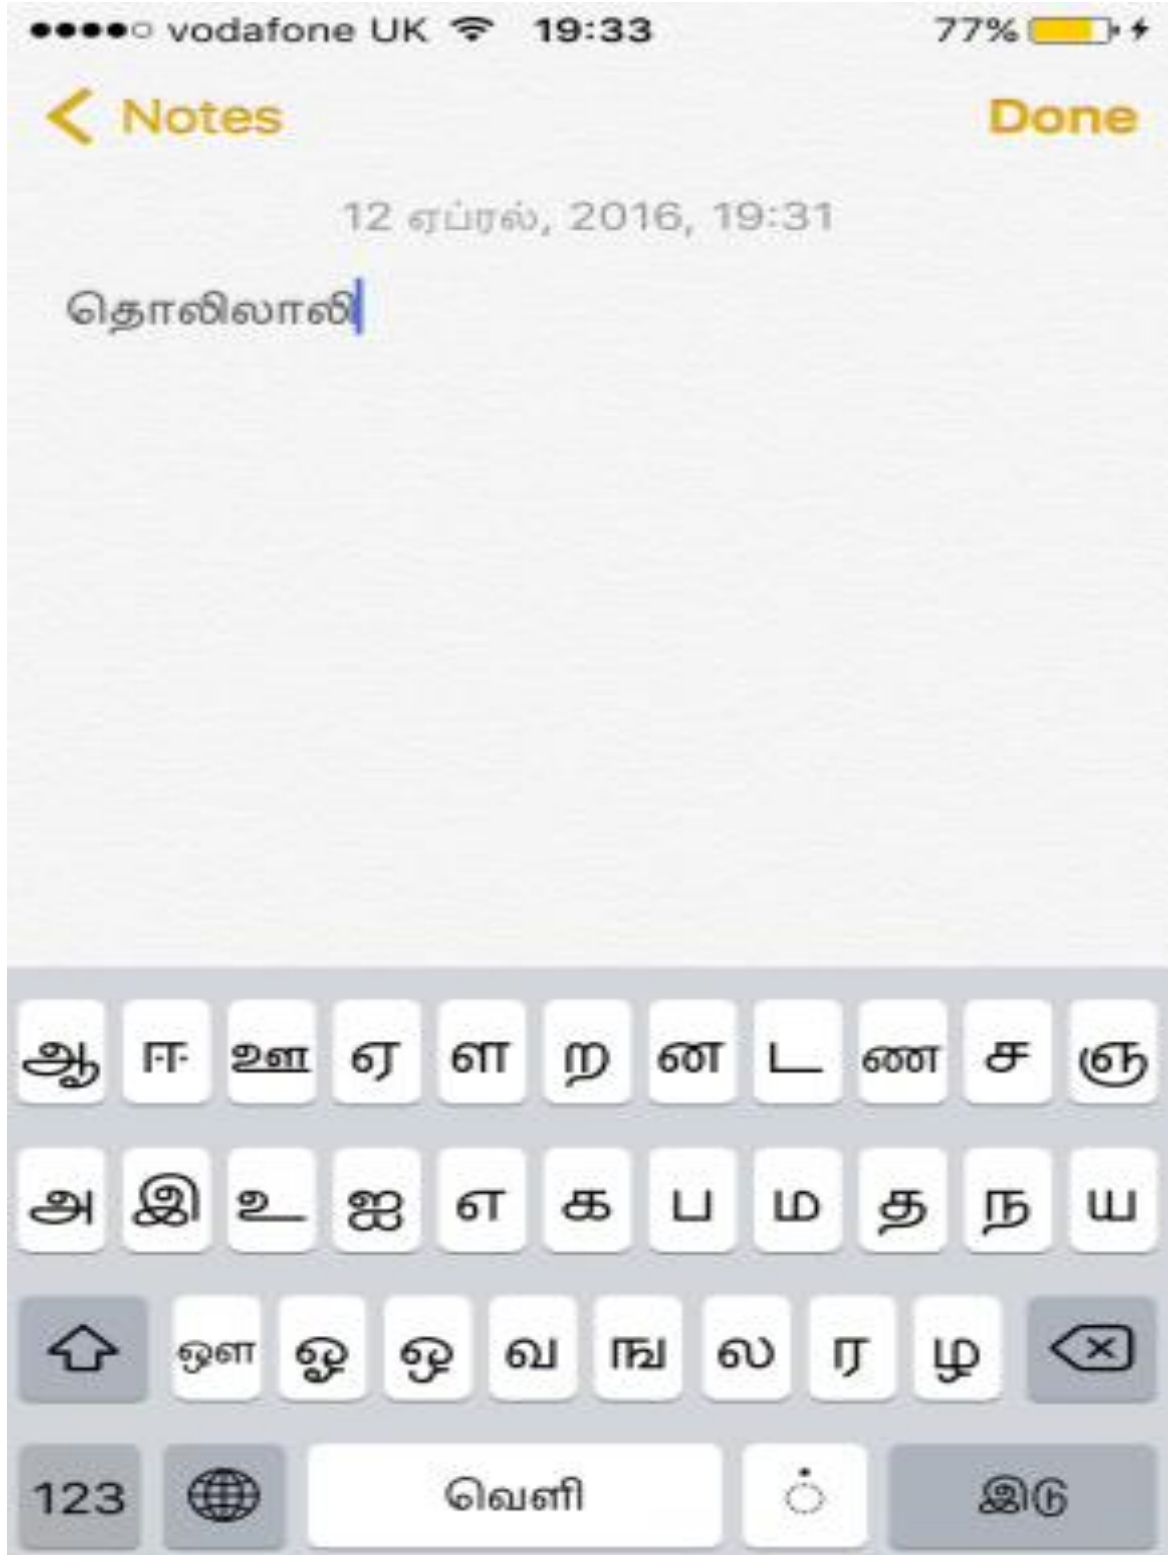 vodafone UK 19:33 77%
Notes Done
12 ஏப்ரல், 2016, 19:31
தொலிலாலி
ஆ ஈ ஊ ஏ ள ற ன ட ண ச ஞ
அ இ உ ஐ எ க ப ம த ந ய
ஔ ஓ ஒ வ ங ல ர ழ
123 வெளி ் இடு